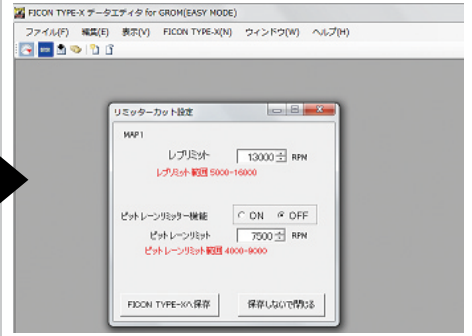 FICON TYPE-X データエディタ for GROM(EASY MODE)
ファイル(F) 編集(E) 表示(V) FICON TYPE-X(N) ウィンドウ(W) ヘルプ(H)
リミッターカット設定
MAP1
レブリミット 13000 RPM
レブリミット範囲 5000-16000
ピットレーンリミッター機能 ON OFF
ピットレーンリミット 7500 RPM
ピットレーンリミット範囲 4000-9000
FICON TYPE-Xへ保存 保存しないで閉じる